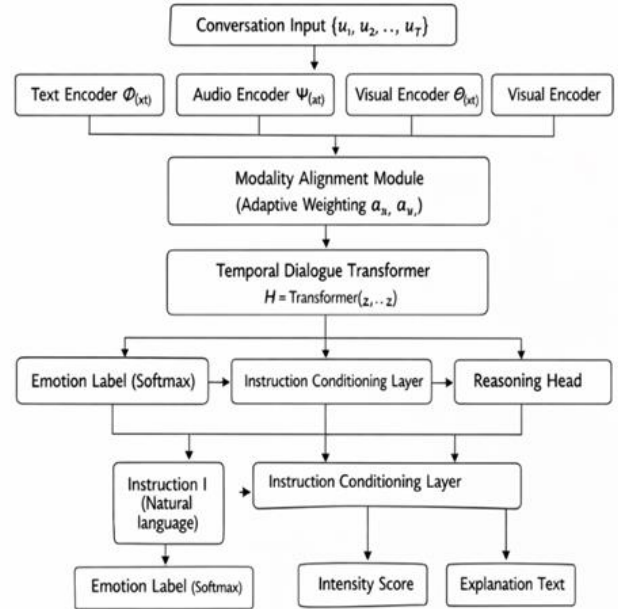 Conversation Input {u₁, u₂, .., u_T}
Text Encoder Φ(xt)
Audio Encoder Ψ(at)
Visual Encoder Θ(xt)
Visual Encoder
Modality Alignment Module
(Adaptive Weighting
Temporal Dialogue Transformer
H = Transformer(z,..z)
Emotion Label (Softmax)
Instruction Conditioning Layer
Reasoning Head
Instruction I
(Natural
language)
Instruction Conditioning Layer
Emotion Label (Softmax)
Intensity Score
Explanation Text